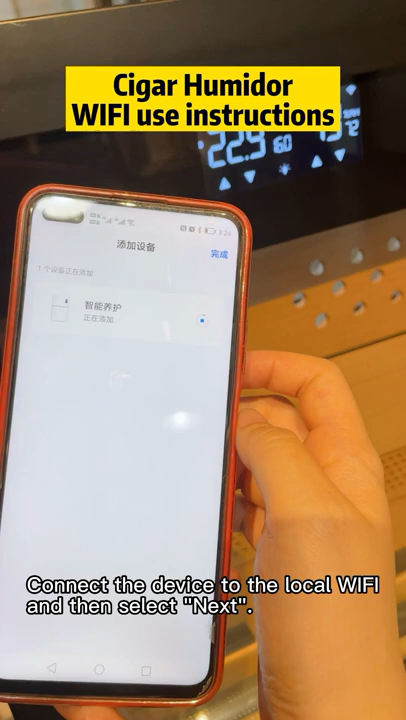 Cigar Humidor
WIFI use instructions
22.9
60
3:24
添加设备
完成
1个设备正在添加
智能养护
正在添加
Connect the device to the local WIFI
and then select "Next".